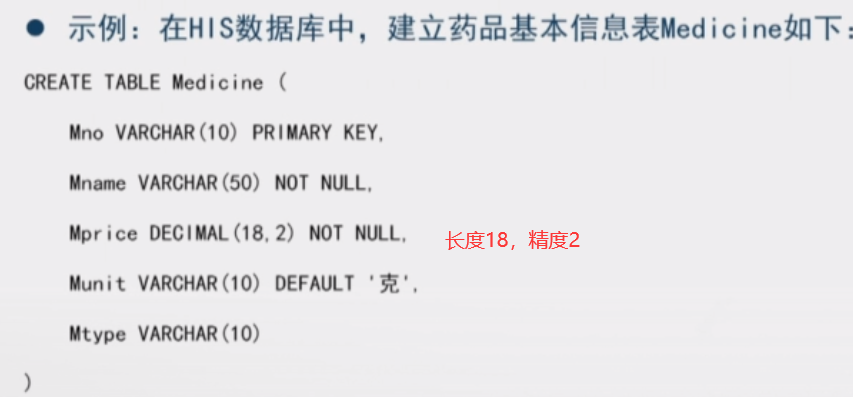 ● 示例：在HIS数据库中，建立药品基本信息表Medicine如下：
CREATE TABLE Medicine (
Mno VARCHAR(10) PRIMARY KEY,
Mname VARCHAR(50) NOT NULL,
Mprice DECIMAL(18,2) NOT NULL, 长度18，精度2
Munit VARCHAR(10) DEFAULT '克',
Mtype VARCHAR(10)
)